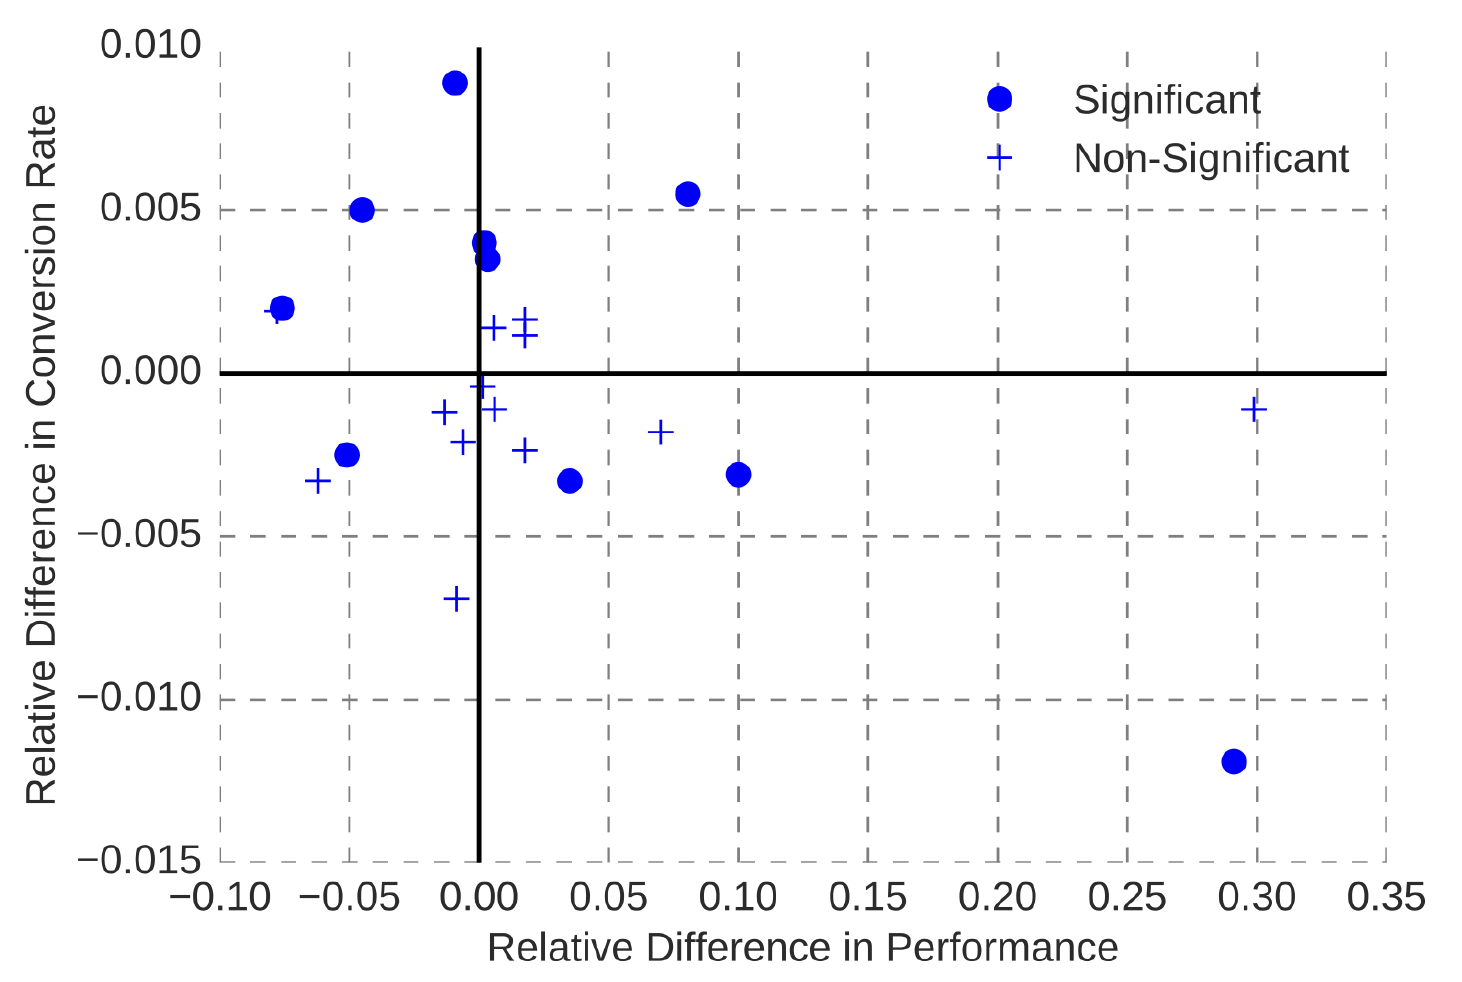 0.010
0.005
0.000
−0.005
−0.010
−0.015
Relative Difference in Conversion Rate
Significant
Non-Significant
−0.10 −0.05 0.00 0.05 0.10 0.15 0.20 0.25 0.30 0.35
Relative Difference in Performance